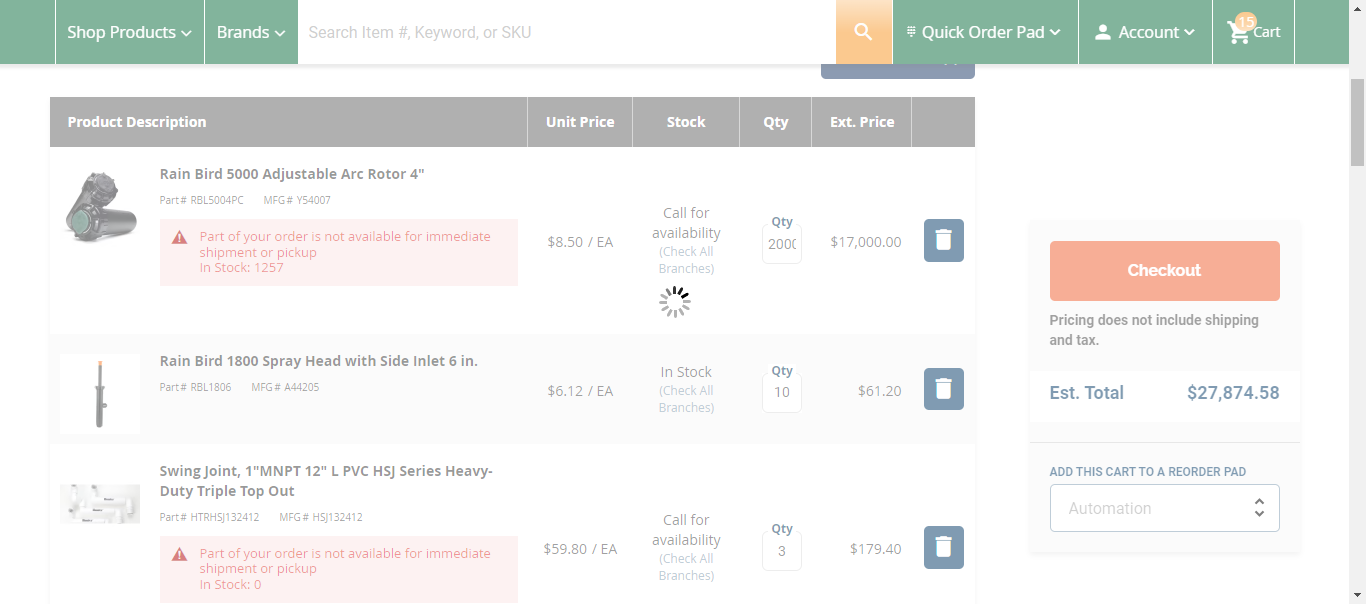 Shop Products
Brands
Search Item #, Keyword, or SKU
Quick Order Pad
Account
15
Cart
Product Description
Unit Price
Stock
Qty
Ext. Price
Rain Bird 5000 Adjustable Arc Rotor 4"
Part # RBL5004PC MFG # Y54007
Part of your order is not available for immediate
shipment or pickup
In Stock: 1257
$8.50 / EA
Call for
availability
(Check All
Branches)
Qty
2000
$17,000.00
Rain Bird 1800 Spray Head with Side Inlet 6 in.
Part # RBL1806 MFG # A44205
$6.12 / EA
In Stock
(Check All
Branches)
Qty
10
$61.20
Swing Joint, 1"MNPT 12" L PVC HSJ Series Heavy-
Duty Triple Top Out
Part # HTRHSJ132412 MFG # HSJ132412
Part of your order is not available for immediate
shipment or pickup
In Stock: 0
$59.80 / EA
Call for
availability
(Check All
Branches)
Qty
3
$179.40
Checkout
Pricing does not include shipping
and tax.
Est. Total $27,874.58
ADD THIS CART TO A REORDER PAD
Automation